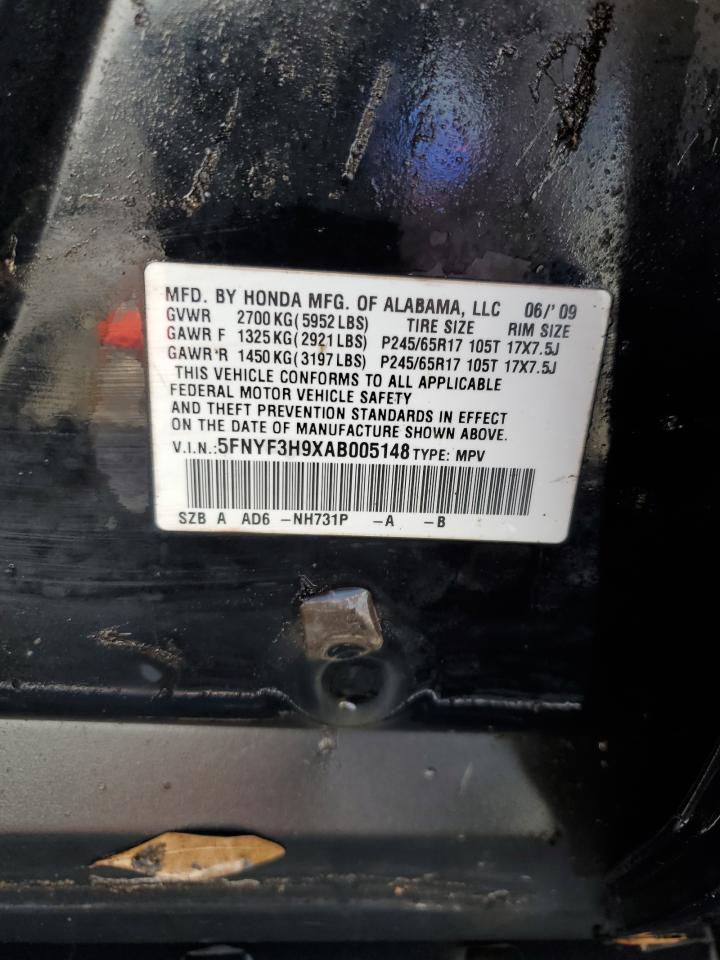 MFD. BY HONDA MFG. OF ALABAMA, LLC 06/' 09
GVWR 2700 KG (5952 LBS) TIRE SIZE RIM SIZE
GAWR F 1325 KG (2921 LBS) P245/65R17 105T 17X7.5J
GAWR R 1450 KG (3197 LBS) P245/65R17 105T 17X7.5J
THIS VEHICLE CONFORMS TO ALL APPLICABLE
FEDERAL MOTOR VEHICLE SAFETY
AND THEFT PREVENTION STANDARDS IN EFFECT
ON THE DATE OF MANUFACTURE SHOWN ABOVE.
V.I.N.: 5FNYF3H9XAB005148 TYPE: MPV
SZB A AD6 -NH731P -A -B